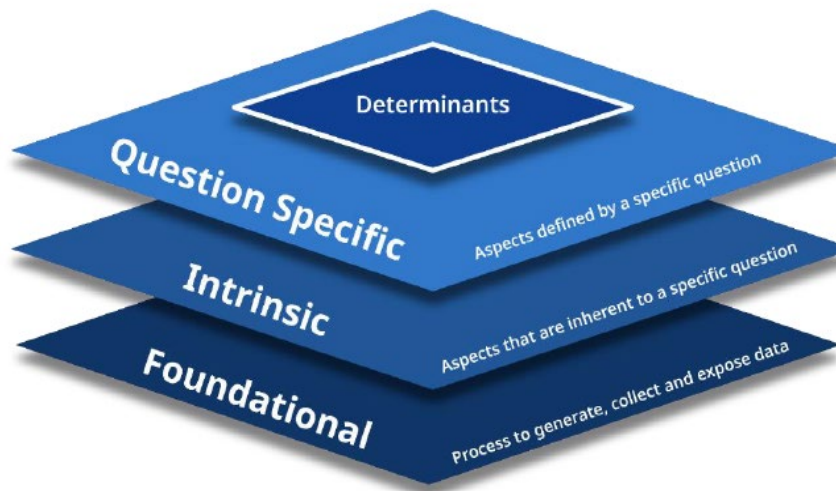 Determinants
Question Specific
Aspects defined by a specific question
Intrinsic
Aspects that are inherent to a specific question
Foundational
Process to generate, collect and expose data